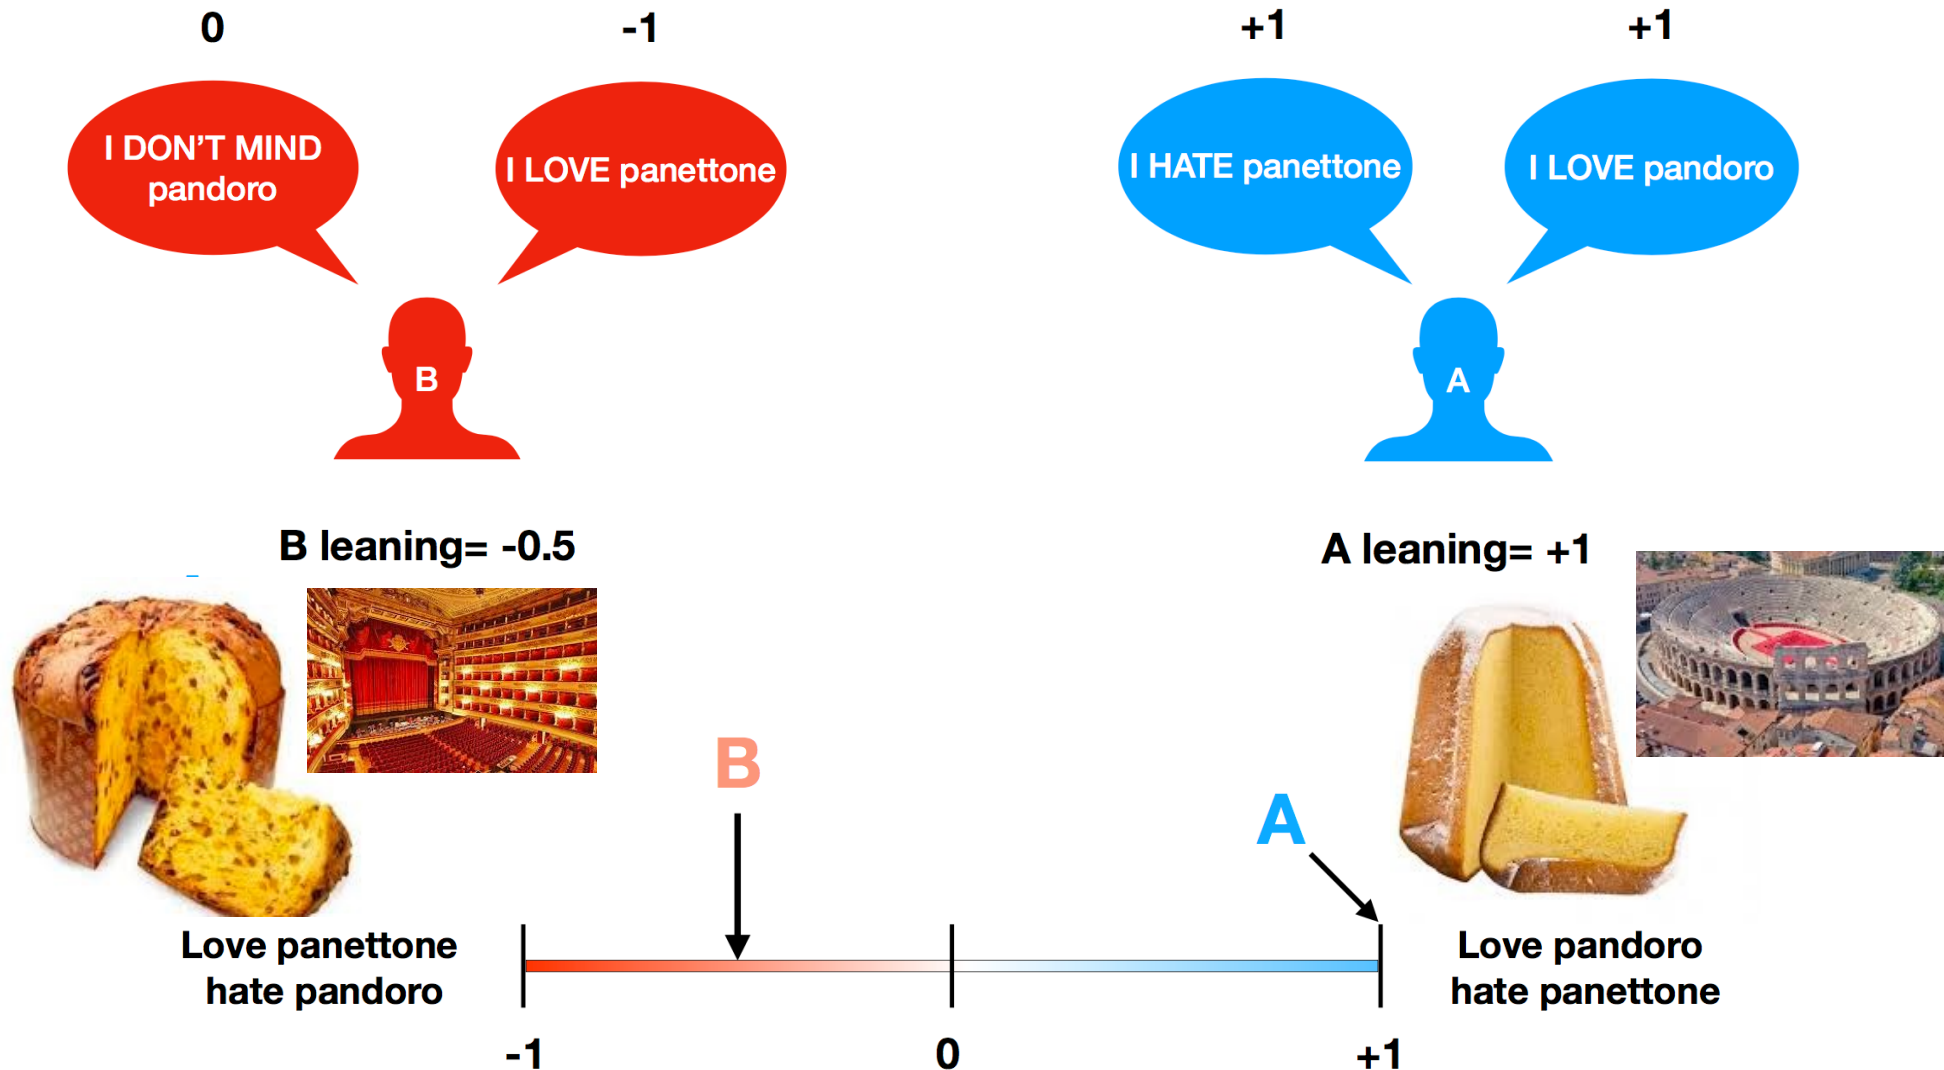 0
-1
+1
+1
I DON'T MIND
pandoro
I LOVE panettone
I HATE panettone
I LOVE pandoro
B
A
B leaning= -0.5
A leaning= +1
B
A
Love panettone
hate pandoro
Love pandoro
hate panettone
-1
0
+1